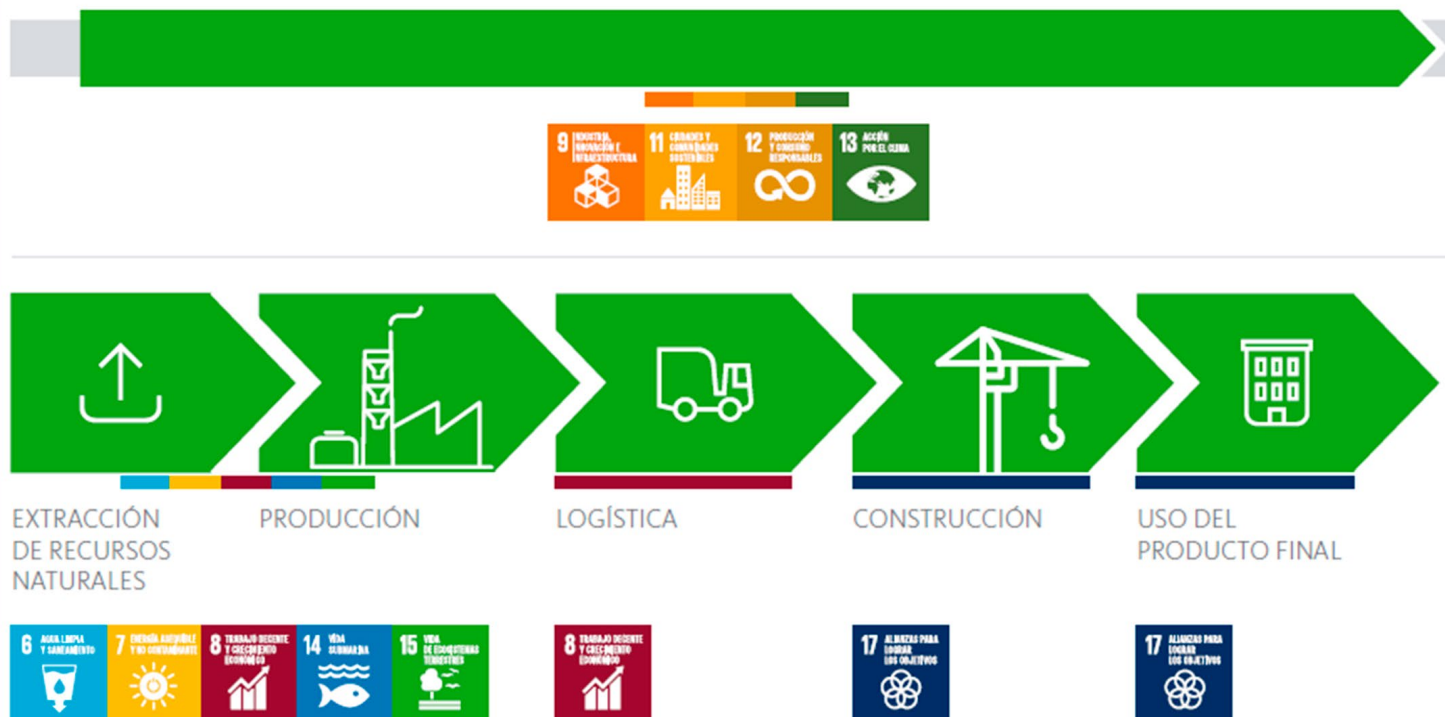 9 INDUSTRIA,
INNOVACIÓN E
INFRAESTRUCTURA
11 CIUDADES Y
COMUNIDADES
SOSTENIBLES
12 PRODUCCIÓN
Y CONSUMO
RESPONSABLES
13 ACCIÓN
POR EL CLIMA
EXTRACCIÓN
DE RECURSOS
NATURALES
PRODUCCIÓN
LOGÍSTICA
CONSTRUCCIÓN
USO DEL
PRODUCTO FINAL
6 AGUA LIMPIA
Y SANEAMIENTO
7 ENERGÍA ASEQUIBLE
Y NO CONTAMINANTE
8 TRABAJO DECENTE
Y CRECIMIENTO
ECONÓMICO
14 VIDA
SUBMARINA
15 VIDA
DE ECOSISTEMAS
TERRESTRES
8 TRABAJO DECENTE
Y CRECIMIENTO
ECONÓMICO
17 ALIANZAS PARA
LOGRAR
LOS OBJETIVOS
17 ALIANZAS PARA
LOGRAR
LOS OBJETIVOS